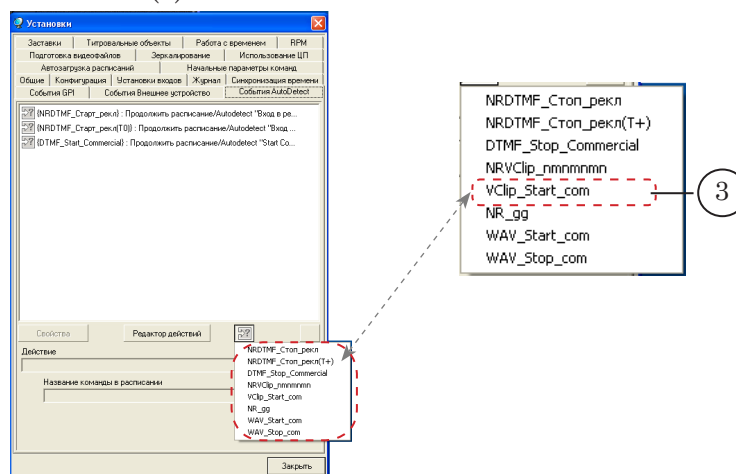 Установки
Заставки Титровальные объекты Работа с временем RPM
Подготовка видеофайлов Зеркалирование Использование ЦП
Автозагрузка расписаний Начальные параметры команд
Общие Конфигурация Установки входов Журнал Синхронизация времени
События GPI События Внешнее устройство События AutoDetect
{NRDTMF_Старт_рекл} : Продолжить расписание/Autodetect "Вход в ре...
{NRDTMF_Старт_рекл(T0)} : Продолжить расписание/Autodetect "Вход ...
{DTMF_Start_Commercial} : Продолжить расписание/Autodetect "Start Co...
Свойства Редактор действий
Действие
Название команды в расписании
NRDTMF_Стоп_рекл
NRDTMF_Стоп_рекл(T+)
DTMF_Stop_Commercial
NRVClip_nmnmnmn
VClip_Start_com
NR_gg
WAV_Start_com
WAV_Stop_com
Закрыть
NRDTMF_Стоп_рекл
NRDTMF_Стоп_рекл(T+)
DTMF_Stop_Commercial
NRVClip_nmnmnmn
VClip_Start_com
NR_gg
WAV_Start_com
WAV_Stop_com
3